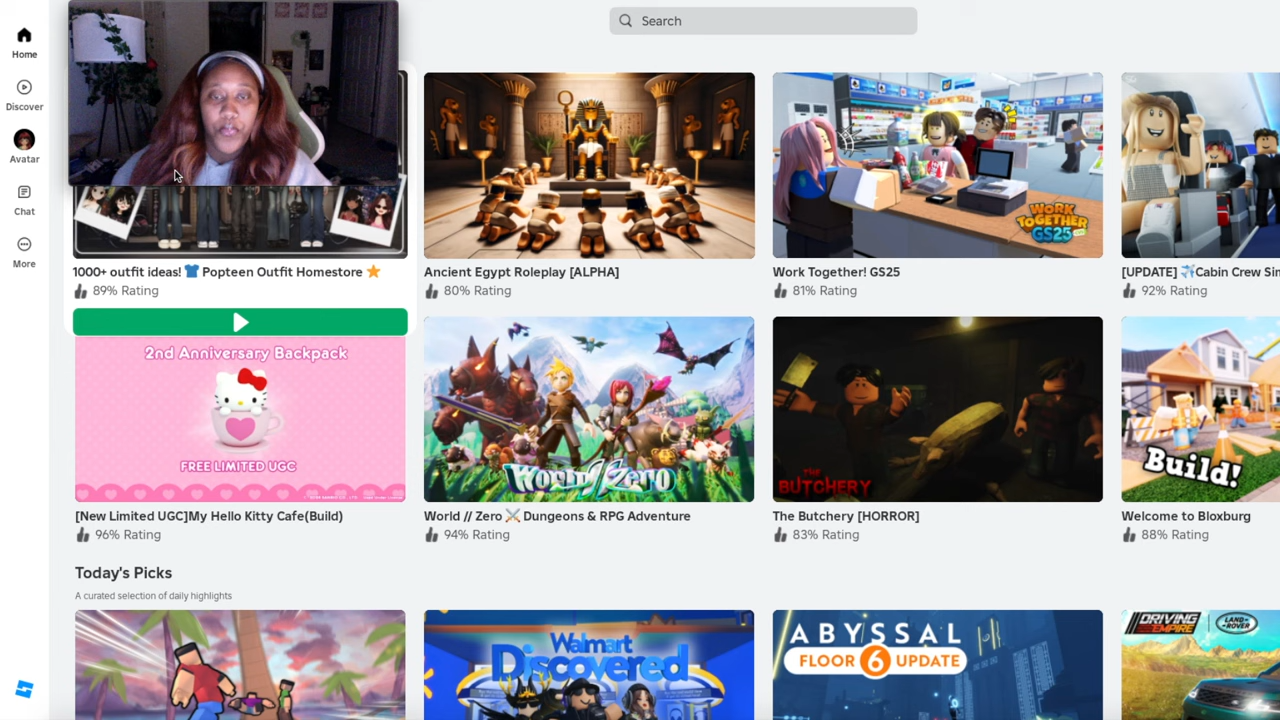 Search
Home
Discover
Avatar
Chat
More
1000+ outfit ideas! 👕 Popteen Outfit Homestore ⭐
89% Rating
Ancient Egypt Roleplay [ALPHA]
80% Rating
WORK
TOGETHER
GS25
Work Together! GS25
81% Rating
[UPDATE] ✈️Cabin Crew Sin
92% Rating
2nd Anniversary Backpack
FREE LIMITED UGC
[New Limited UGC]My Hello Kitty Cafe(Build)
96% Rating
World // Zero
World // Zero ⚔️ Dungeons & RPG Adventure
94% Rating
THE
BUTCHERY
The Butchery [HORROR]
83% Rating
Build!
Welcome to Bloxburg
88% Rating
Today's Picks
A curated selection of daily highlights
Walmart
Discovered
ABYSSAL
FLOOR 6 UPDATE
DRIVING
EMPIRE
LAND-
ROVER